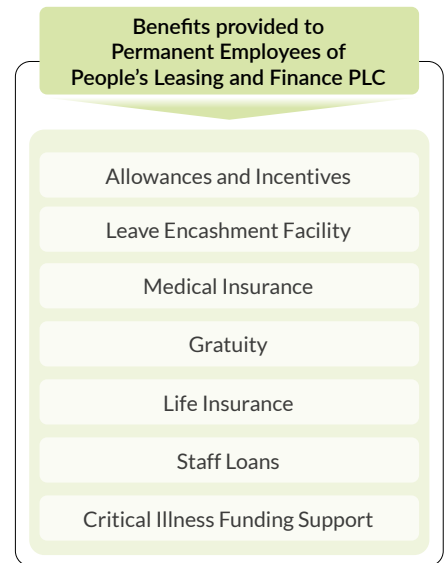 Benefits provided to
Permanent Employees of
People’s Leasing and Finance PLC
Allowances and Incentives
Leave Encashment Facility
Medical Insurance
Gratuity
Life Insurance
Staff Loans
Critical Illness Funding Support